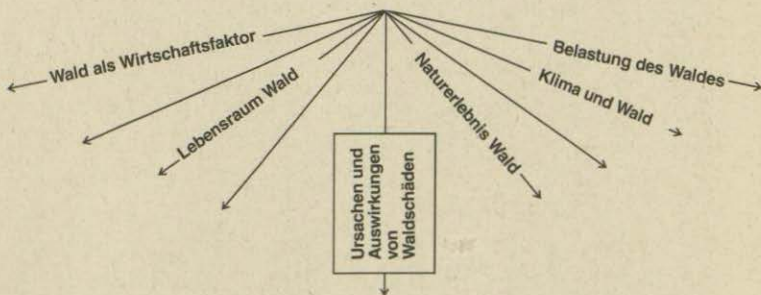 Wald als Wirtschaftsfaktor
Lebensraum Wald
Ursachen und
Auswirkungen
von
Waldschäden
Naturerlebnis Wald
Klima und Wald
Belastung des Waldes